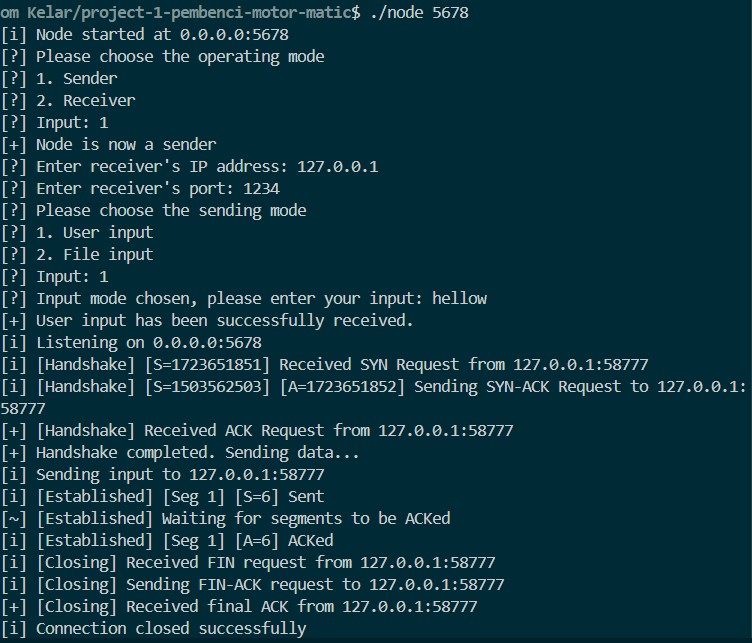 om Kelar/project-1-pembenci-motor-matic$ ./node 5678
[i] Node started at 0.0.0.0:5678
[?] Please choose the operating mode
[?] 1. Sender
[?] 2. Receiver
[?] Input: 1
[+] Node is now a sender
[?] Enter receiver's IP address: 127.0.0.1
[?] Enter receiver's port: 1234
[?] Please choose the sending mode
[?] 1. User input
[?] 2. File input
[?] Input: 1
[?] Input mode chosen, please enter your input: hellow
[+] User input has been successfully received.
[i] Listening on 0.0.0.0:5678
[i] [Handshake] [S=1723651851] Received SYN Request from 127.0.0.1:58777
[i] [Handshake] [S=1503562503] [A=1723651852] Sending SYN-ACK Request to 127.0.0.1:
58777
[+] [Handshake] Received ACK Request from 127.0.0.1:58777
[+] Handshake completed. Sending data...
[i] Sending input to 127.0.0.1:58777
[i] [Established] [Seg 1] [S=6] Sent
[~] [Established] Waiting for segments to be ACKed
[i] [Established] [Seg 1] [A=6] ACKed
[i] [Closing] Received FIN request from 127.0.0.1:58777
[i] [Closing] Sending FIN-ACK request to 127.0.0.1:58777
[+] [Closing] Received final ACK from 127.0.0.1:58777
[i] Connection closed successfully